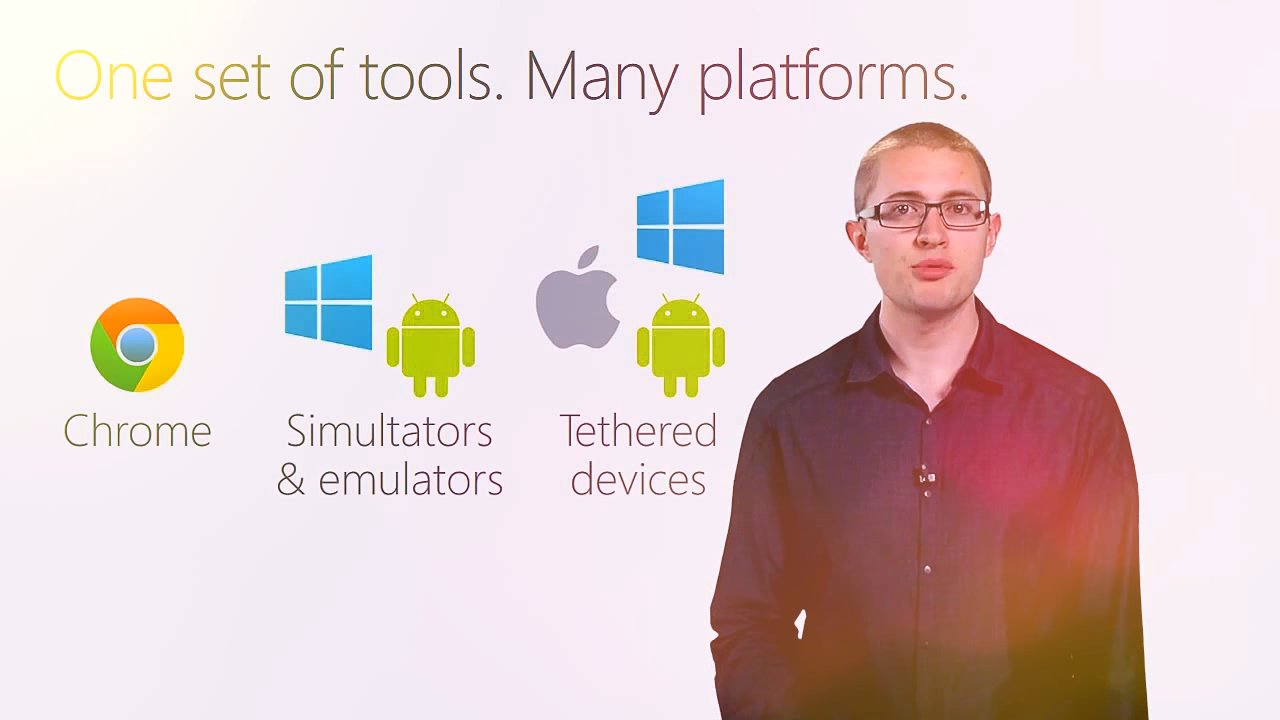 One set of tools. Many platforms.
Chrome
Simultators
& emulators
Tethered
devices